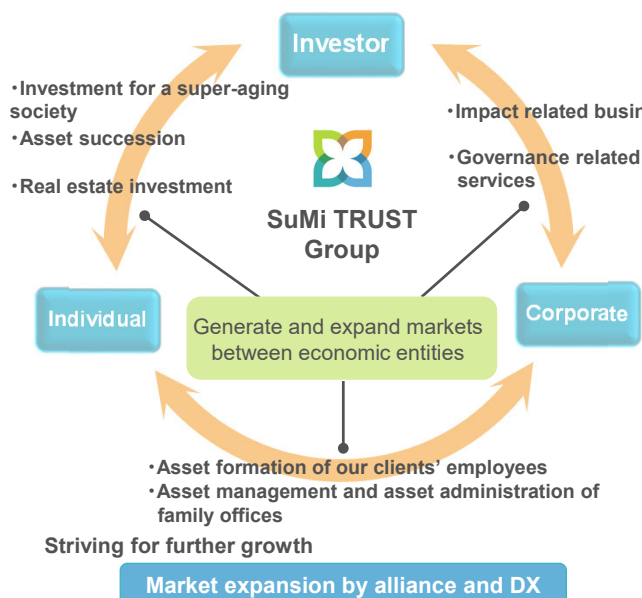 Investor
・Investment for a super-aging
society
・Asset succession
・Real estate investment
・Impact related
・Governance related
services
SuMi TRUST
Group
Individual
Corporate
Generate and expand markets
between economic entities
・Asset formation of our clients’ employees
・Asset management and asset administration of
family offices
Striving for further growth
Market expansion by alliance and DX